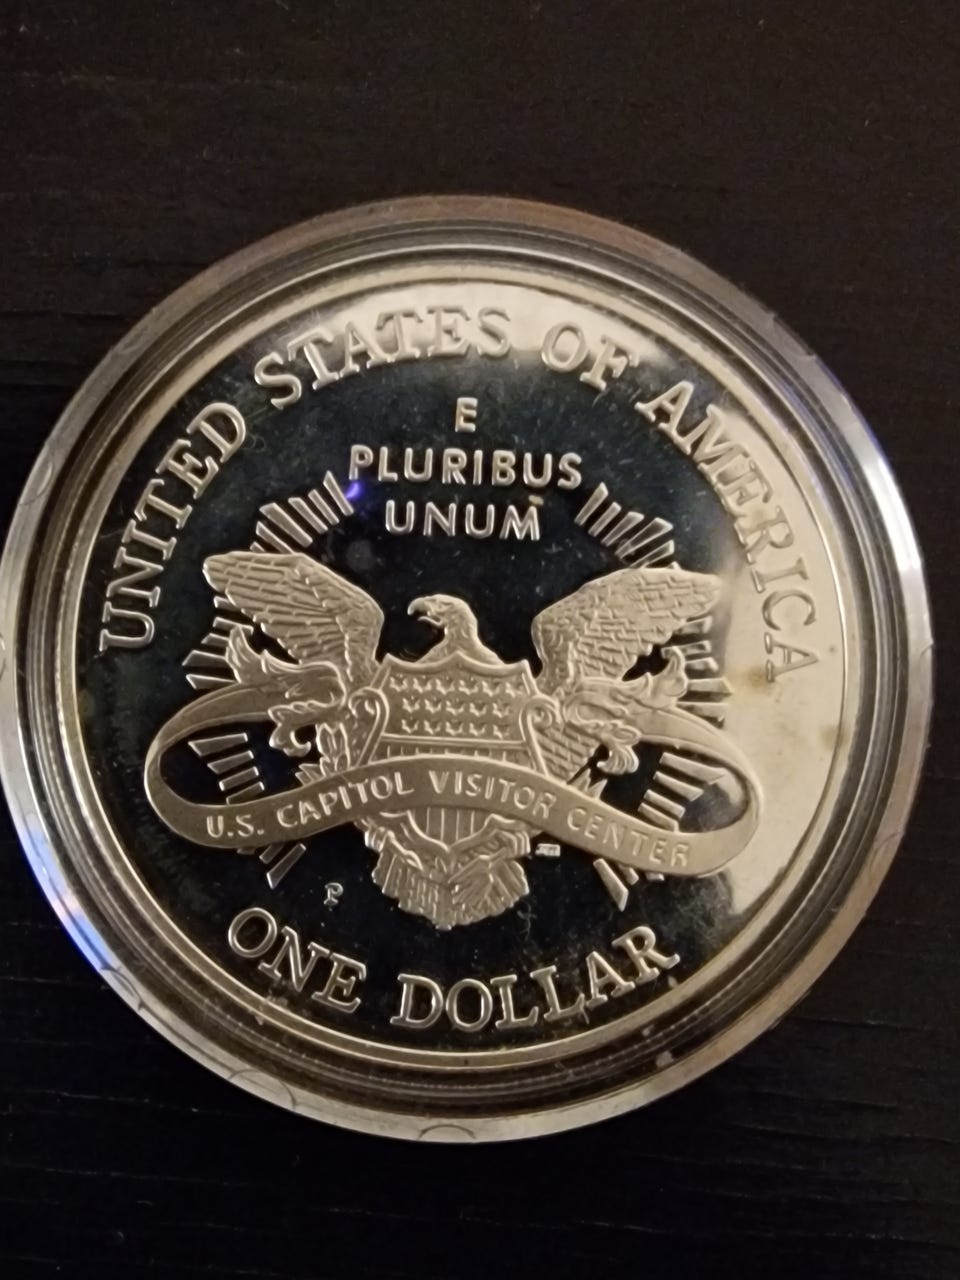 UNITED STATES OF AMERICA
E
PLURIBUS
UNUM
U.S. CAPITOL VISITOR CENTER
P
ONE DOLLAR